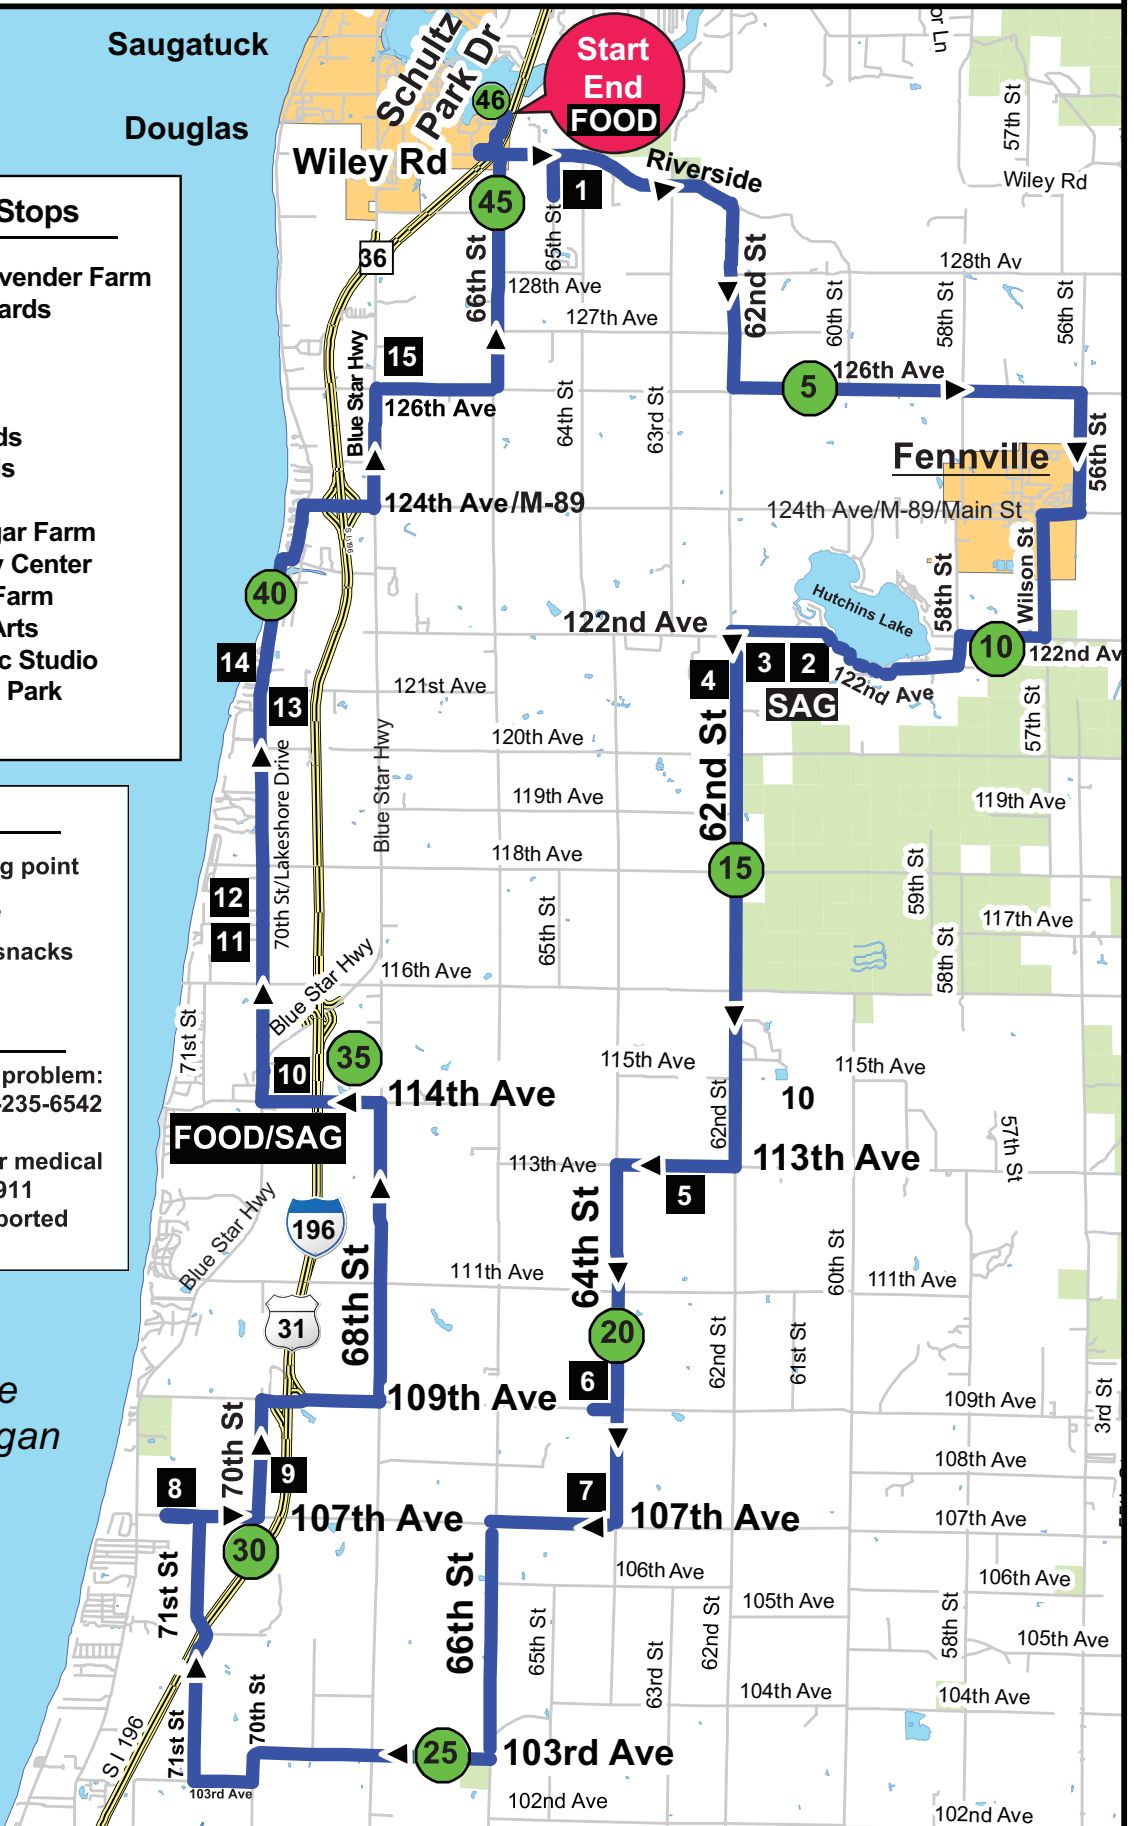 Saugatuck
Douglas
Schultz
Park Dr
46
Start
End
FOOD
Wiley Rd
Riverside
1
45
65th St
66th St
36
128th Ave
127th Ave
62nd St
57th St
or Ln
Wiley Rd
128th Av
60th St
58th St
56th St
Stops
vender Farm
ards
ds
s
gar Farm
y Center
Farm
Arts
c Studio
Park
15
Blue Star Hwy
126th Ave
64th St
63rd St
5
126th Ave
56th St
Fennville
124th Ave/M-89
124th Ave/M-89/Main St
S I 196
Hutchins Lake
58th St
Wilson St
40
122nd Ave
10
122nd Av
14
4
3
2
SAG
122nd Ave
13
121st Ave
57th St
62nd St
120th Ave
70th St/Lakeshore Drive
Blue Star Hwy
119th Ave
119th Ave
118th Ave
15
59th St
12
11
65th St
117th Ave
58th St
116th Ave
Blue Star Hwy
71st St
g point
snacks
problem:
-235-6542
r medical
911
ported
35
10
115th Ave
115th Ave
10
114th Ave
62nd St
57th St
FOOD/SAG
113th Ave
113th Ave
5
196
Blue Star Hwy
68th St
64th St
60th St
111th Ave
111th Ave
31
20
62nd St
61st St
6
e
gan
109th Ave
109th Ave
3rd St
70th St
108th Ave
8
9
7
107th Ave
107th Ave
107th Ave
30
71st St
66th St
106th Ave
106th Ave
105th Ave
65th St
62nd St
58th St
105th Ave
63rd St
104th Ave
104th Ave
S I 196
71st St
70th St
25
103rd Ave
103rd Ave
102nd Ave
102nd Ave